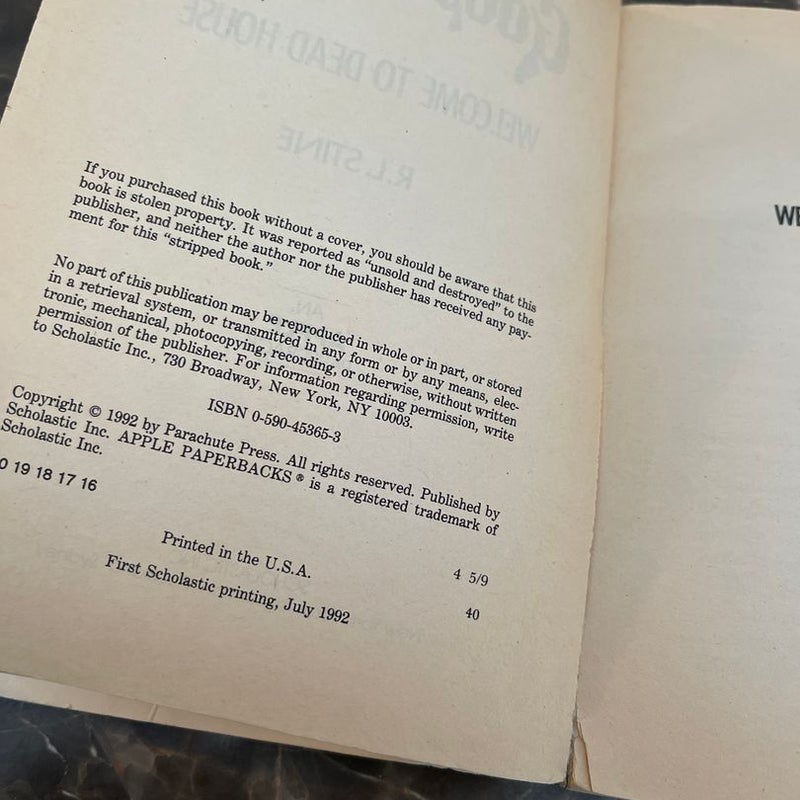 Goo
WELCOME TO DEAD HOUSE
R.L. STINE
If you purchased this book without a cover, you should be aware that this
book is stolen property. It was reported as "unsold and destroyed" to the
publisher, and neither the author nor the publisher has received any pay-
ment for this "stripped book."
No part of this publication may be reproduced in whole or in part, or stored
in a retrieval system, or transmitted in any form or by any means, elec-
tronic, mechanical, photocopying, recording, or otherwise, without written
permission of the publisher. For information regarding permission, write
to Scholastic Inc., 730 Broadway, New York, NY 10003.
ISBN 0-590-45365-3
Copyright © 1992 by Parachute Press. All rights reserved. Published by
Scholastic Inc. APPLE PAPERBACKS ® is a registered trademark of
Scholastic Inc.
0 19 18 17 16
4 5/9
Printed in the U.S.A.
40
First Scholastic printing, July 1992
WE